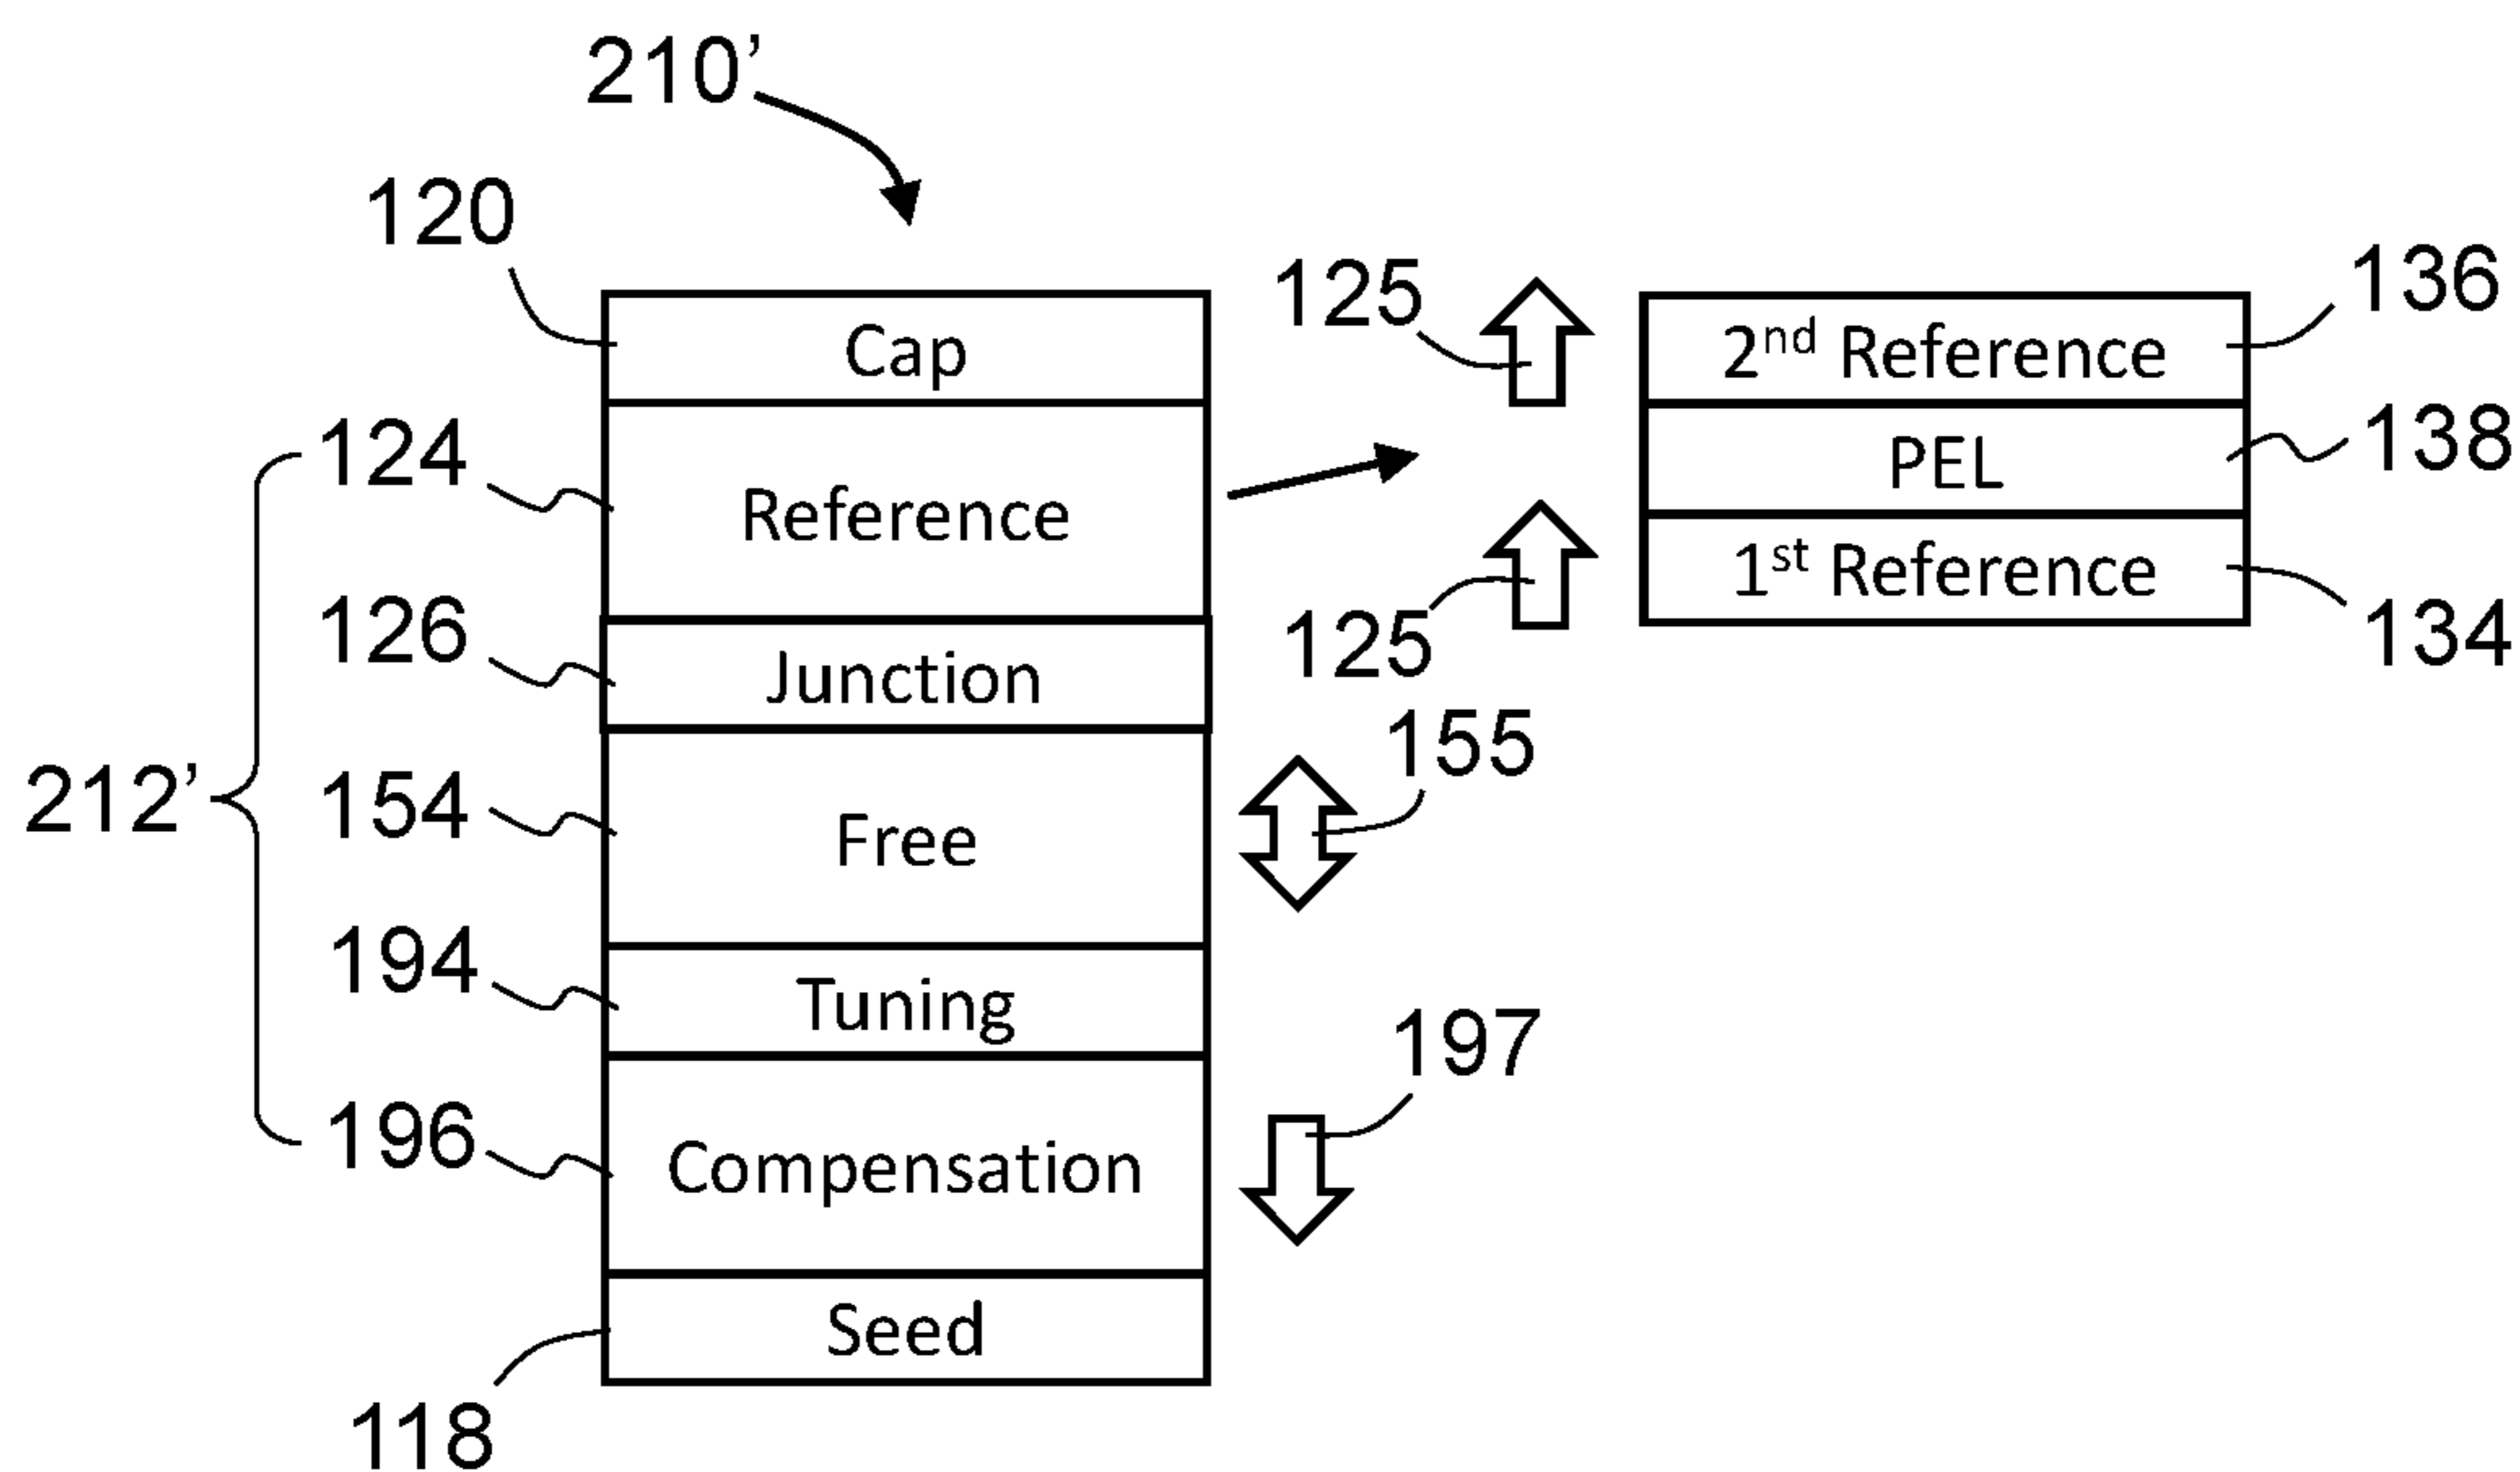 210’
120
Cap
125
2nd Reference
136
124
Reference
PEL
138
126
Junction
125
1st Reference
134
212’
154
Free
155
194
Tuning
197
196
Compensation
Seed
118